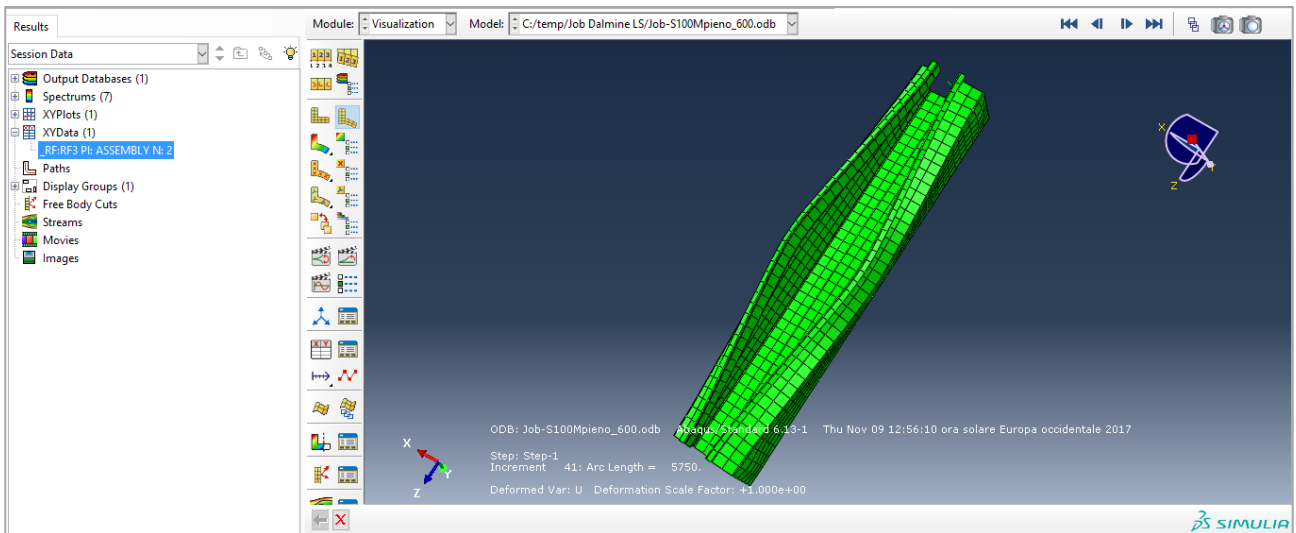 Results
Module: Visualization Model: C:/temp/Job Dalmine LS/Job-S100Mpieno_600.odb
Session Data
Output Databases (1)
Spectrums (7)
XYPlots (1)
XYData (1)
_RF:RF3 PI: ASSEMBLY N: 2
Paths
Display Groups (1)
Free Body Cuts
Streams
Movies
Images
X
Y
Z
ODB: Job-S100Mpieno_600.odb Abaqus/Standard 6.13-1 Thu Nov 09 12:56:10 ora solare Europa occidentale 2017
Step: Step-1
Increment 41: Arc Length = 5750.
Deformed Var: U Deformation Scale Factor: +1.000e+00
X
Y
Z
SIMULIA